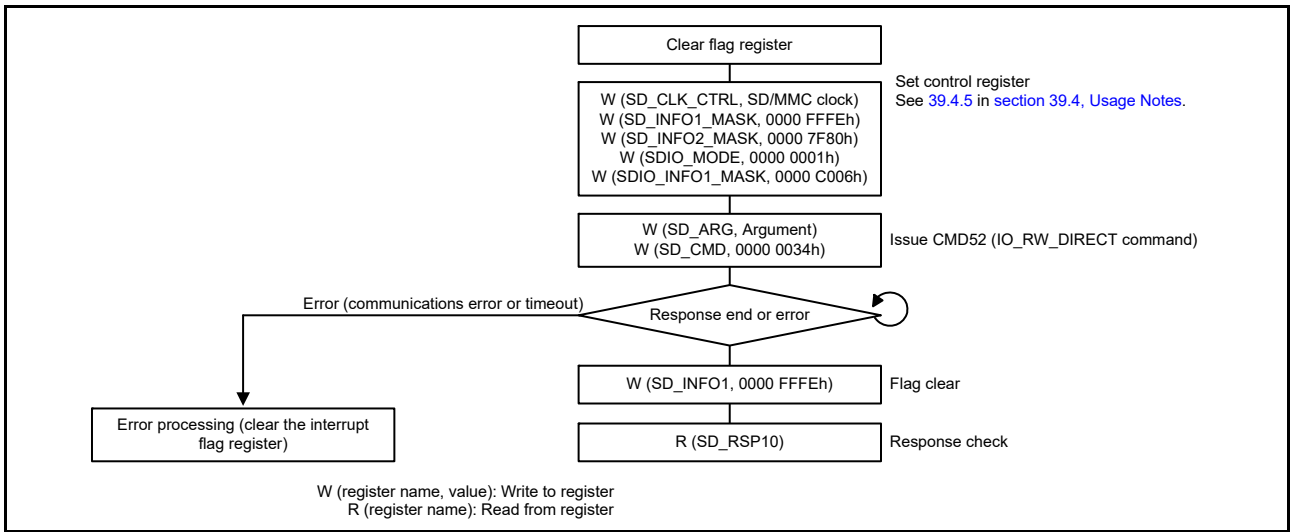 Clear flag register
Set control register
See 39.4.5 in section 39.4, Usage Notes.
W (SD_CLK_CTRL, SD/MMC clock)
W (SD_INFO1_MASK, 0000 FFFEh)
W (SD_INFO2_MASK, 0000 7F80h)
W (SDIO_MODE, 0000 0001h)
W (SDIO_INFO1_MASK, 0000 C006h)
W (SD_ARG, Argument)
W (SD_CMD, 0000 0034h)
Issue CMD52 (IO_RW_DIRECT command)
Error (communications error or timeout)
Response end or error
W (SD_INFO1, 0000 FFFEh)
Flag clear
Error processing (clear the interrupt
flag register)
R (SD_RSP10)
Response check
W (register name, value): Write to register
R (register name): Read from register